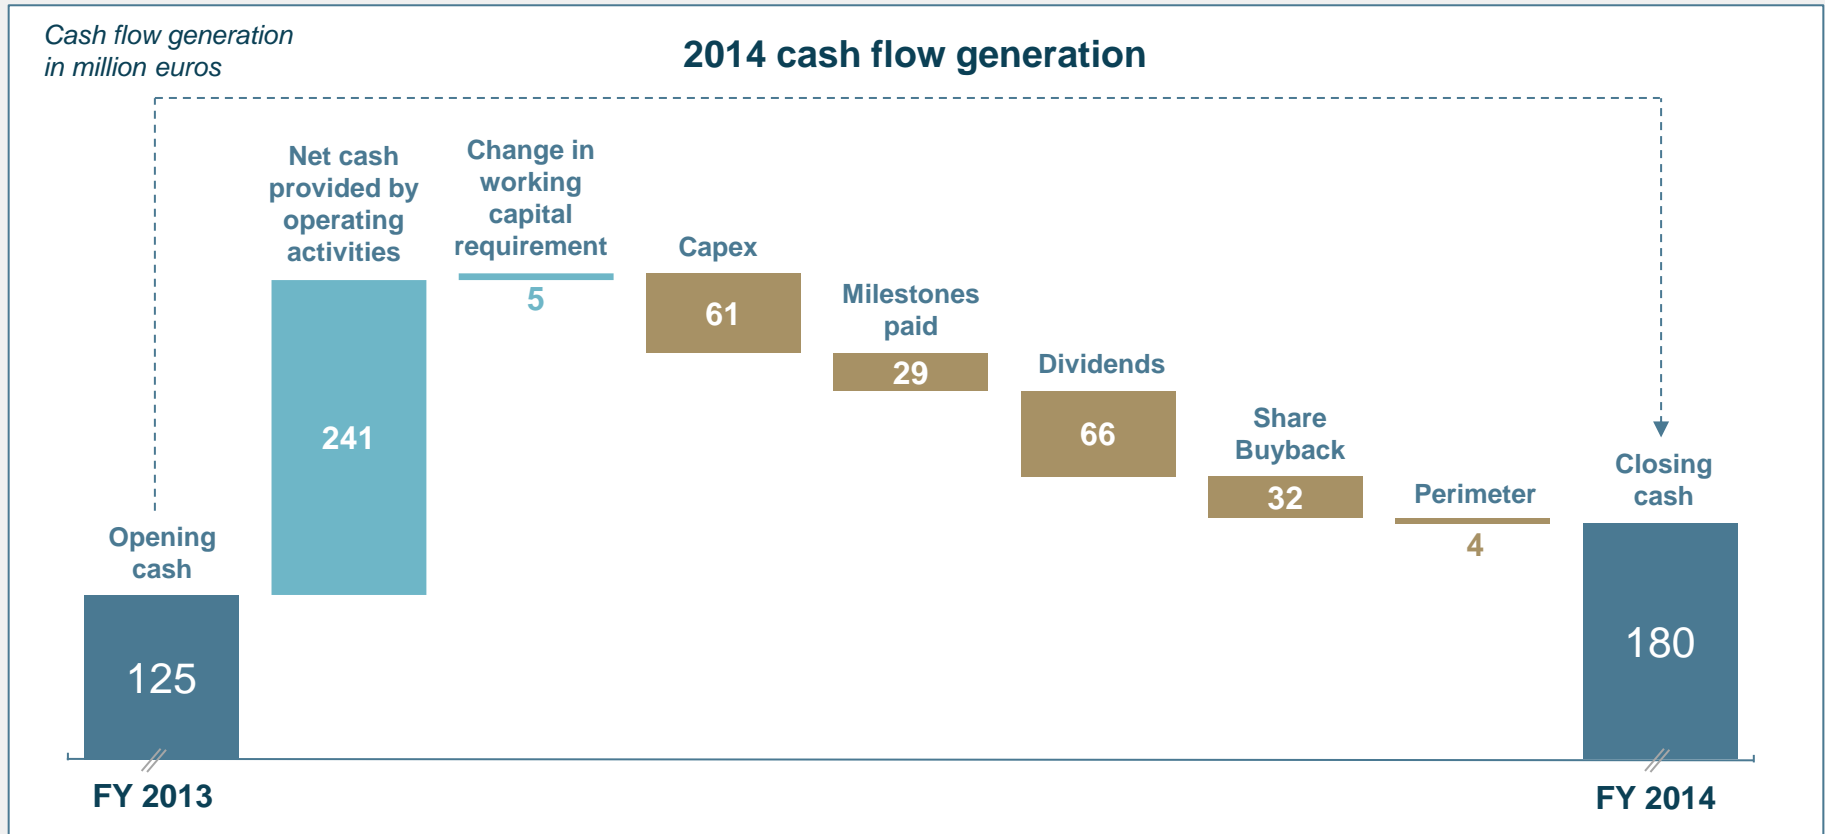 Cash flow generation
in million euros
2014 cash flow generation
Net cash
provided by
operating
activities
Change in
working
capital
requirement
Capex
Milestones
paid
Dividends
Share
Buyback
Perimeter
Closing
cash
Opening
cash
241
5
61
29
66
32
4
125
180
FY 2013
FY 2014